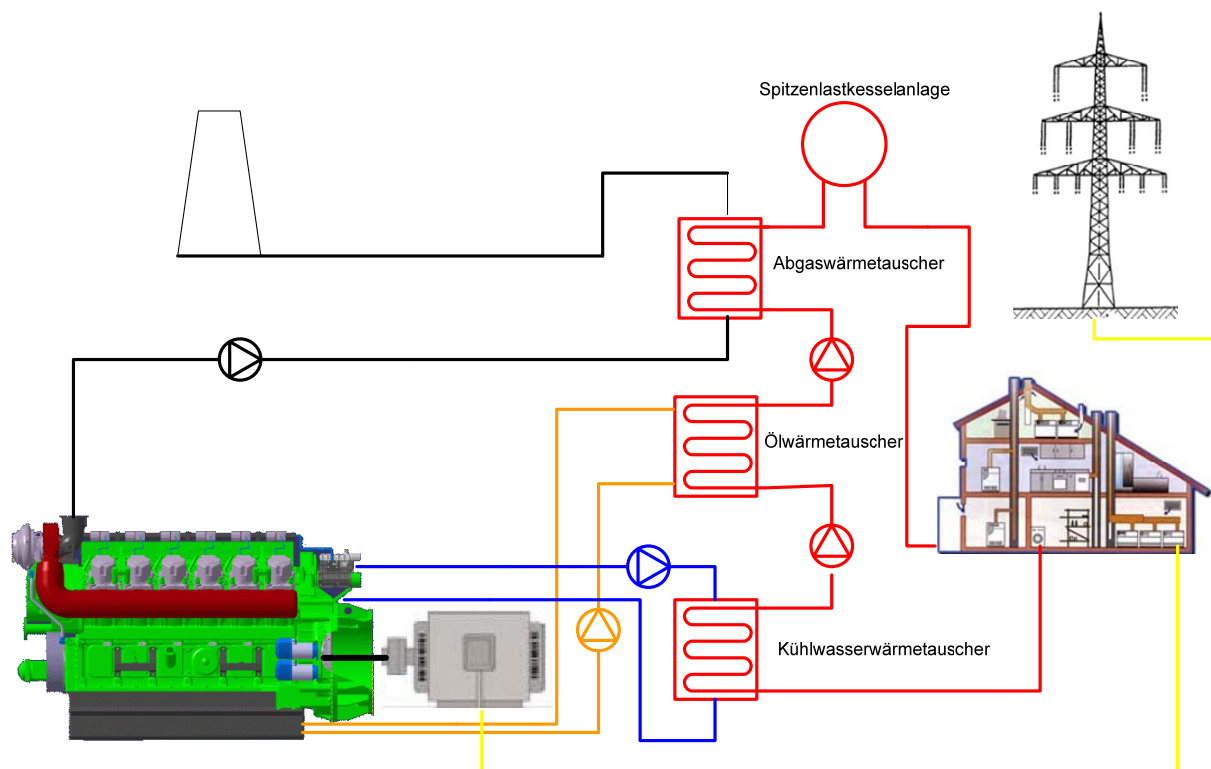 Spitzenlastkesselanlage
Abgaswärmetauscher
Ölwärmetauscher
Kühlwasserwärmetauscher